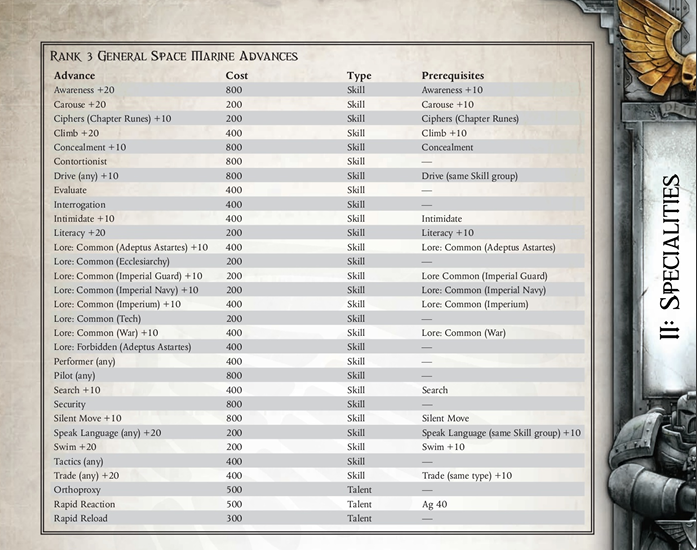 Rank 3 General Space Marine Advances
Advance Cost Type Prerequisites
Awareness +20 800 Skill Awareness +10
Carouse +20 200 Skill Carouse +10
Ciphers (Chapter Runes) +10 200 Skill Ciphers (Chapter Runes)
Climb +20 400 Skill Climb +10
Concealment +10 800 Skill Concealment
Contortionist 800 Skill —
Drive (any) +10 800 Skill Drive (same Skill group)
Evaluate 400 Skill —
Interrogation 400 Skill —
Intimidate +10 400 Skill Intimidate
Literacy +20 200 Skill Literacy +10
Lore: Common (Adeptus Astartes) +10 400 Skill Lore: Common (Adeptus Astartes)
Lore: Common (Ecclesiarchy) 200 Skill —
Lore: Common (Imperial Guard) +10 200 Skill Lore Common (Imperial Guard)
Lore: Common (Imperial Navy) +10 200 Skill Lore: Common (Imperial Navy)
Lore: Common (Imperium) +10 400 Skill Lore: Common (Imperium)
Lore: Common (Tech) 200 Skill —
Lore: Common (War) +10 400 Skill Lore: Common (War)
Lore: Forbidden (Adeptus Astartes) 400 Skill —
Performer (any) 400 Skill —
Pilot (any) 800 Skill —
Search +10 400 Skill Search
Security 800 Skill —
Silent Move +10 800 Skill Silent Move
Speak Language (any) +20 200 Skill Speak Language (same Skill group) +10
Swim +20 200 Skill Swim +10
Tactics (any) 400 Skill —
Trade (any) +20 400 Skill Trade (same type) +10
Orthoproxy 500 Talent —
Rapid Reaction 500 Talent Ag 40
Rapid Reload 300 Talent —
II: Specialities